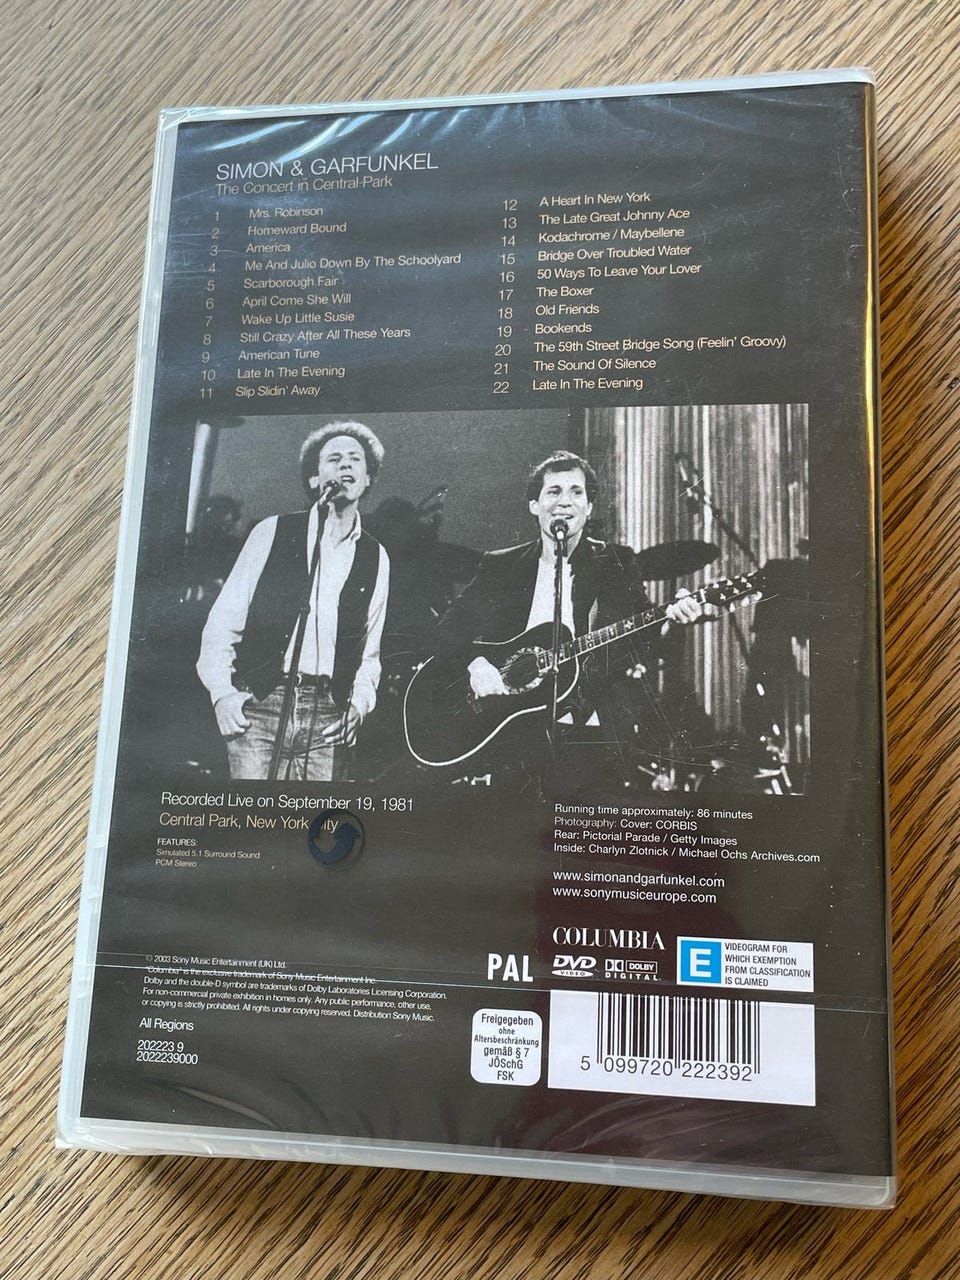 SIMON & GARFUNKEL
The Concert in Central Park
1 Mrs. Robinson
2 Homeward Bound
3 America
4 Me And Julio Down By The Schoolyard
5 Scarborough Fair
6 April Come She Will
7 Wake Up Little Susie
8 Still Crazy After All These Years
9 American Tune
10 Late In The Evening
11 Slip Slidin' Away
12 A Heart In New York
13 The Late Great Johnny Ace
14 Kodachrome / Maybellene
15 Bridge Over Troubled Water
16 50 Ways To Leave Your Lover
17 The Boxer
18 Old Friends
19 Bookends
20 The 59th Street Bridge Song (Feelin' Groovy)
21 The Sound Of Silence
22 Late In The Evening
Recorded Live on September 19, 1981
Central Park, New York City
FEATURES:
Simulated 5.1 Surround Sound
PCM Stereo
Running time approximately: 86 minutes
Photography: Cover: CORBIS
Rear: Pictorial Parade / Getty Images
Inside: Charlyn Zlotnick / Michael Ochs Archives.com
www.simonandgarfunkel.com
www.sonymusiceurope.com
© 2003 Sony Music Entertainment (UK) Ltd.
"Columbia" is the exclusive trademark of Sony Music Entertainment Inc.
Dolby and the double-D symbol are trademarks of Dolby Laboratories Licensing Corporation.
For non-commercial private exhibition in homes only. Any public performance, other use,
or copying is strictly prohibited. All rights under copying reserved. Distribution Sony Music.
All Regions
202223 9
2022239000
PAL
COLUMBIA
DVD VIDEO
DOLBY DIGITAL
E
VIDEOGRAM FOR
WHICH EXEMPTION
FROM CLASSIFICATION
IS CLAIMED
Freigegeben
ohne
Altersbeschränkung
gemäß § 7
JÖSchG
FSK
5 099720 222392